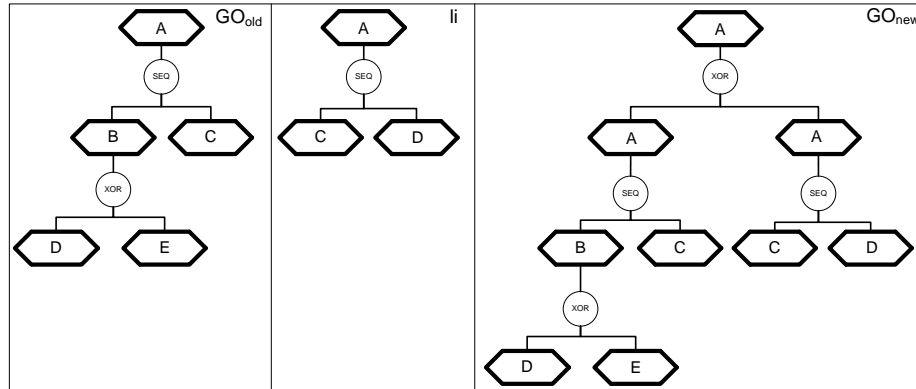 GOold
A
SEQ
B C
XOR
D E
Ii
A
SEQ
C D
GOnew
A
XOR
A A
SEQ SEQ
B C C D
XOR
D E